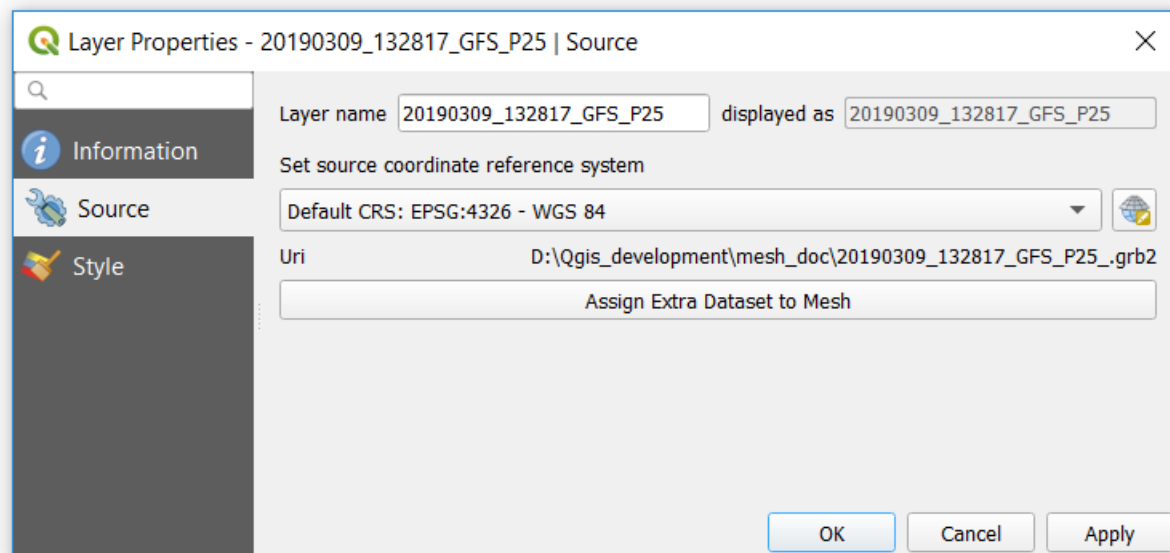 Layer Properties - 20190309_132817_GFS_P25 | Source
Layer name 20190309_132817_GFS_P25 displayed as 20190309_132817_GFS_P25
Information
Set source coordinate reference system
Source
Default CRS: EPSG:4326 - WGS 84
Uri D:\Qgis_development\mesh_doc\20190309_132817_GFS_P25_.grb2
Style
Assign Extra Dataset to Mesh
OK Cancel Apply